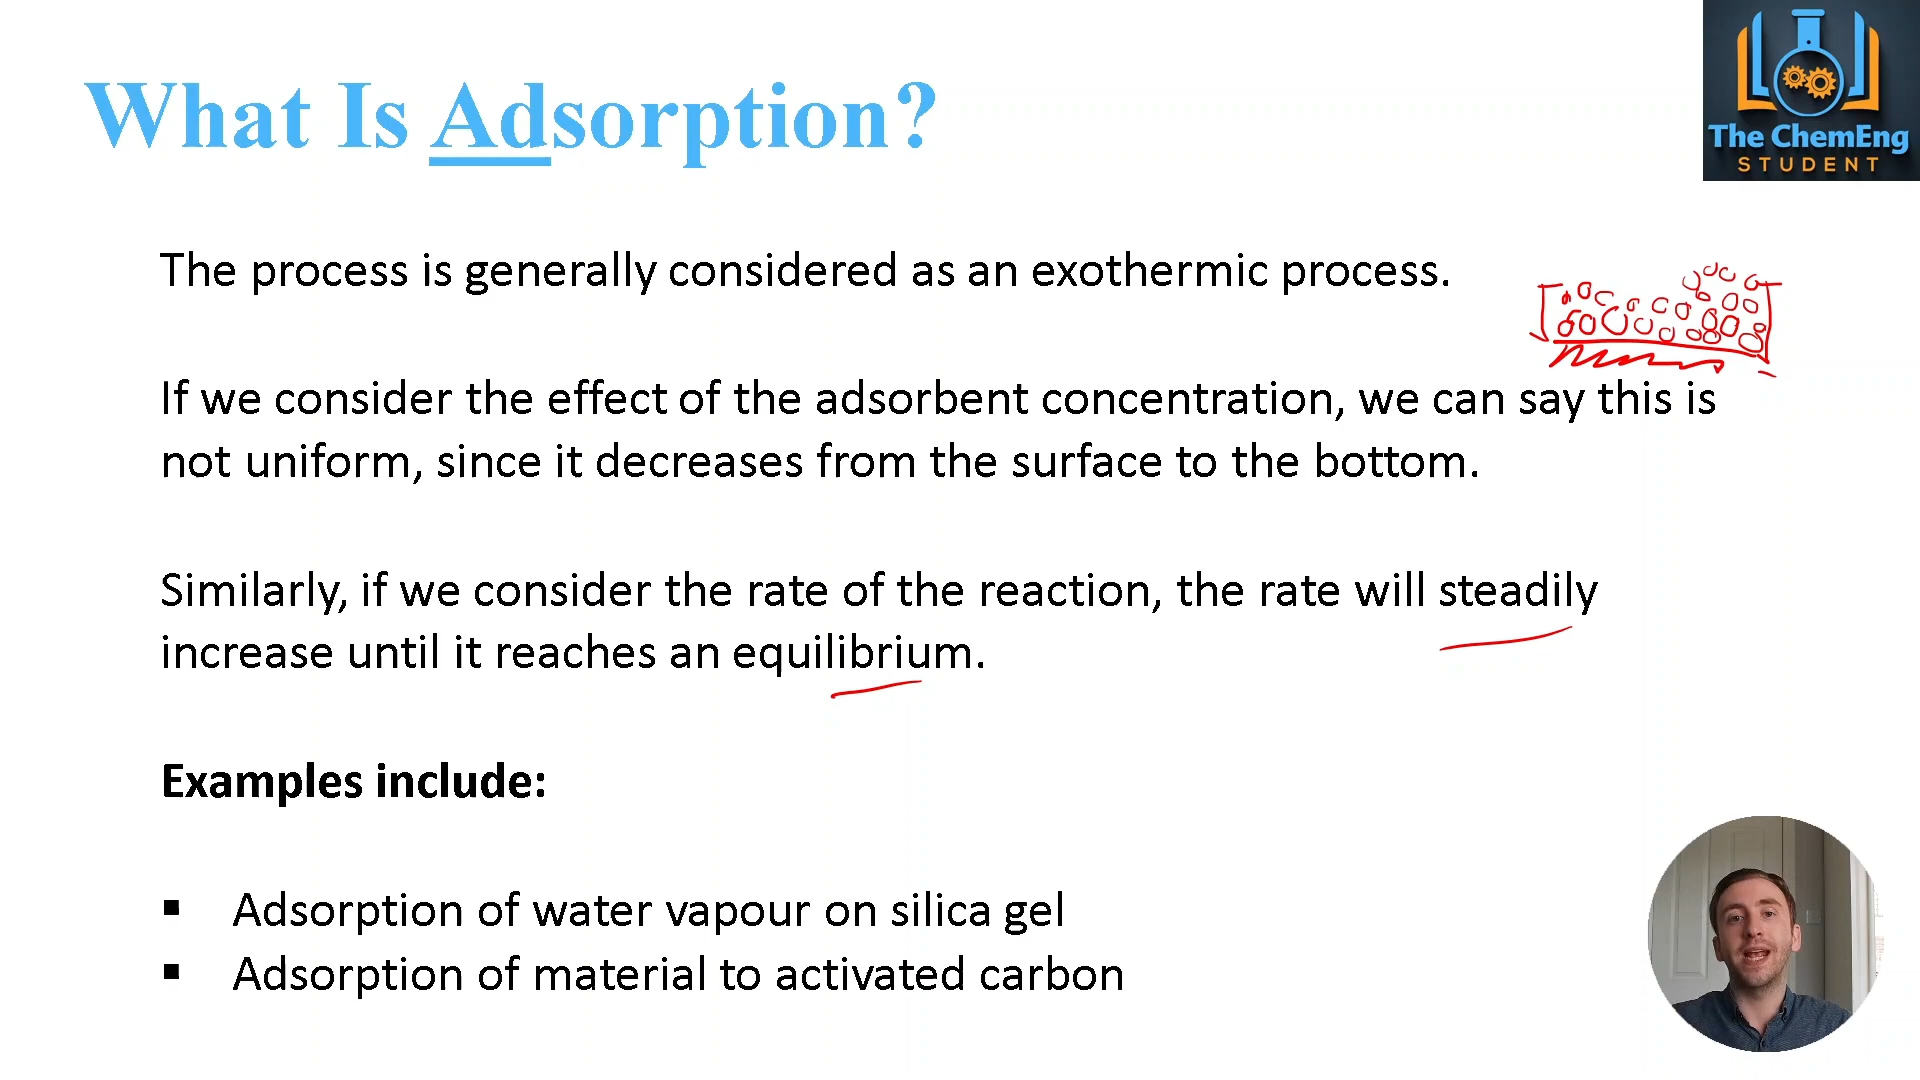 What Is Adsorption?
The ChemEng
STUDENT
The process is generally considered as an exothermic process.
If we consider the effect of the adsorbent concentration, we can say this is
not uniform, since it decreases from the surface to the bottom.
Similarly, if we consider the rate of the reaction, the rate will steadily
increase until it reaches an equilibrium.
Examples include:
▪ Adsorption of water vapour on silica gel
▪ Adsorption of material to activated carbon